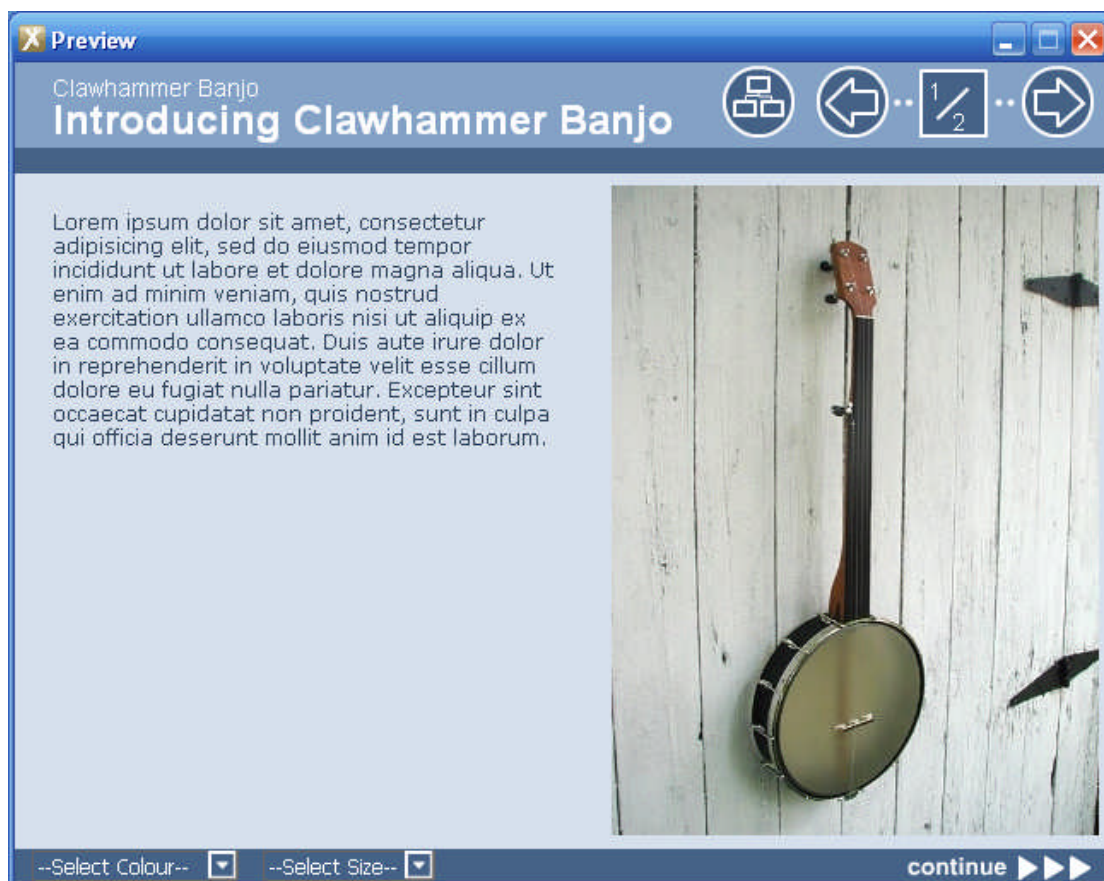 Preview
Clawhammer Banjo
Introducing Clawhammer Banjo
1/2
Lorem ipsum dolor sit amet, consectetur
adipisicing elit, sed do eiusmod tempor
incididunt ut labore et dolore magna aliqua. Ut
enim ad minim veniam, quis nostrud
exercitation ullamco laboris nisi ut aliquip ex
ea commodo consequat. Duis aute irure dolor
in reprehenderit in voluptate velit esse cillum
dolore eu fugiat nulla pariatur. Excepteur sint
occaecat cupidatat non proident, sunt in culpa
qui officia deserunt mollit anim id est laborum.
--Select Colour-- --Select Size-- continue